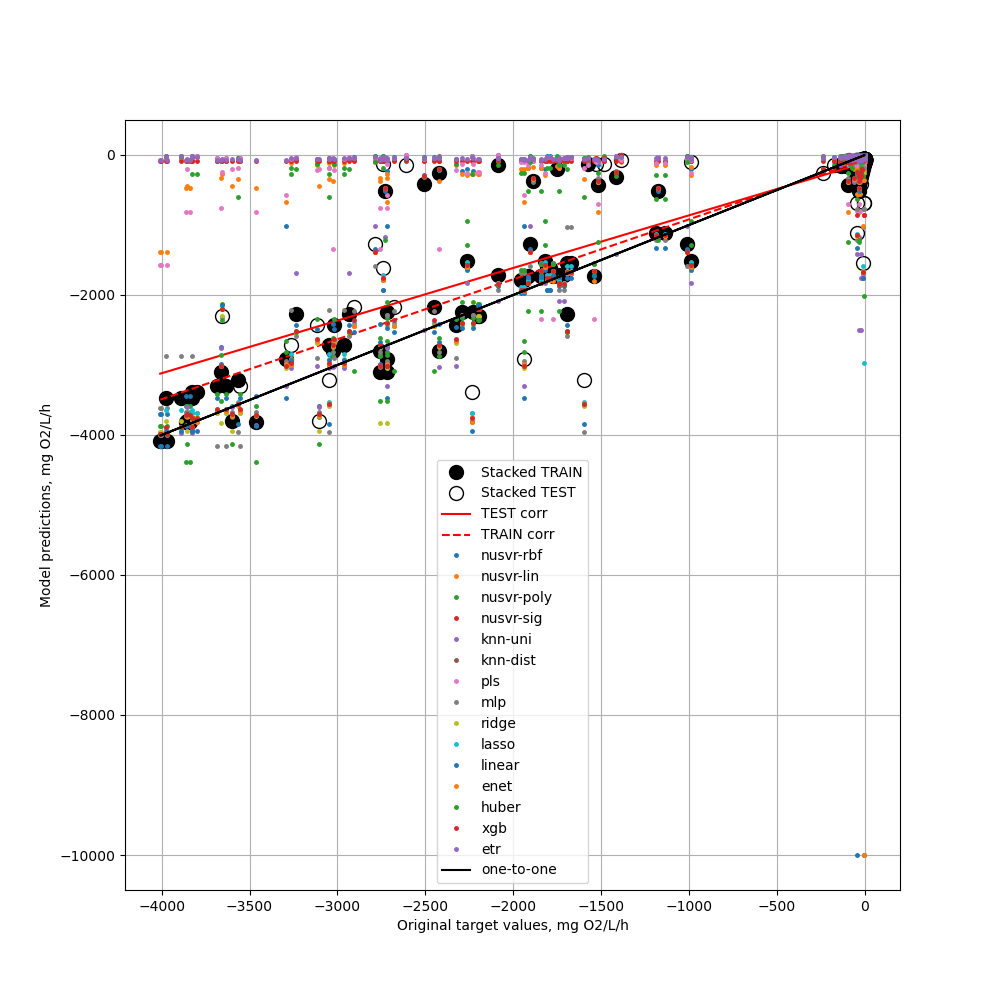 0
−2000
−4000
−6000
−8000
−10000
Model predictions, mg O2/L/h
Stacked TRAIN
Stacked TEST
TEST corr
TRAIN corr
nusvr-rbf
nusvr-lin
nusvr-poly
nusvr-sig
knn-uni
knn-dist
pls
mlp
ridge
lasso
linear
enet
huber
xgb
etr
one-to-one
−4000 −3500 −3000 −2500 −2000 −1500 −1000 −500 0
Original target values, mg O2/L/h